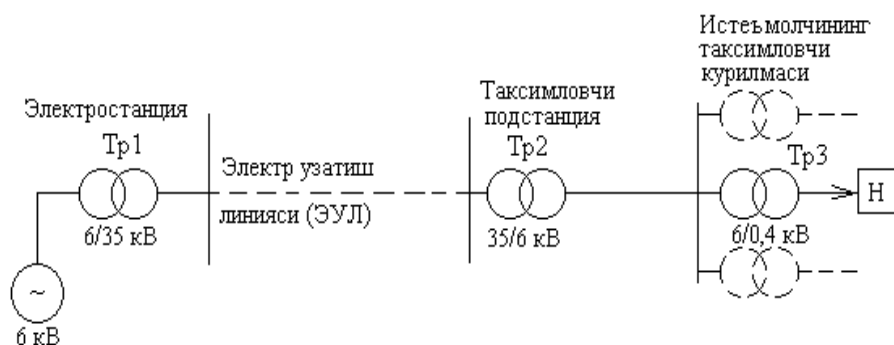 Истеъмолчининг
таксимловчи
курилмаси
Электростанция
Таксимловчи
подстанция
Тр1
Тр2
Тр3
Электр узатиш
линияси (ЭУЛ)
Н
6/35 кВ
35/6 кВ
6/0,4 кВ
~
6 кВ